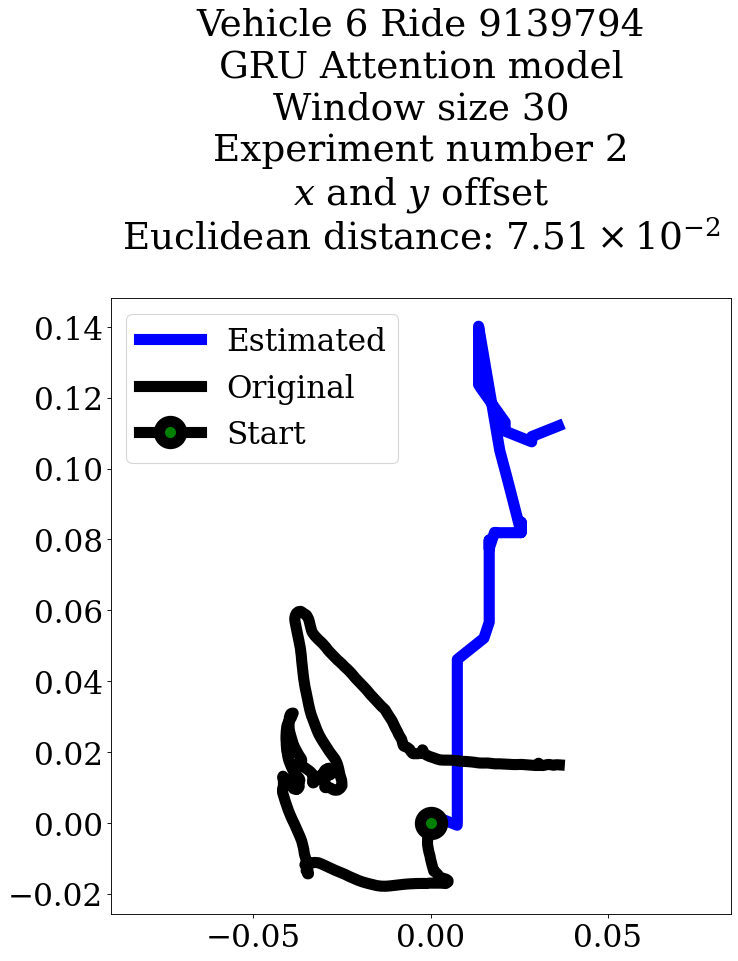 Vehicle 6 Ride 9139794
GRU Attention model
Window size 30
Experiment number 2
x and y offset
Euclidean distance: 7.51 × 10⁻²
Estimated
Original
Start
0.14
0.12
0.10
0.08
0.06
0.04
0.02
0.00
−0.02
−0.05 0.00 0.05